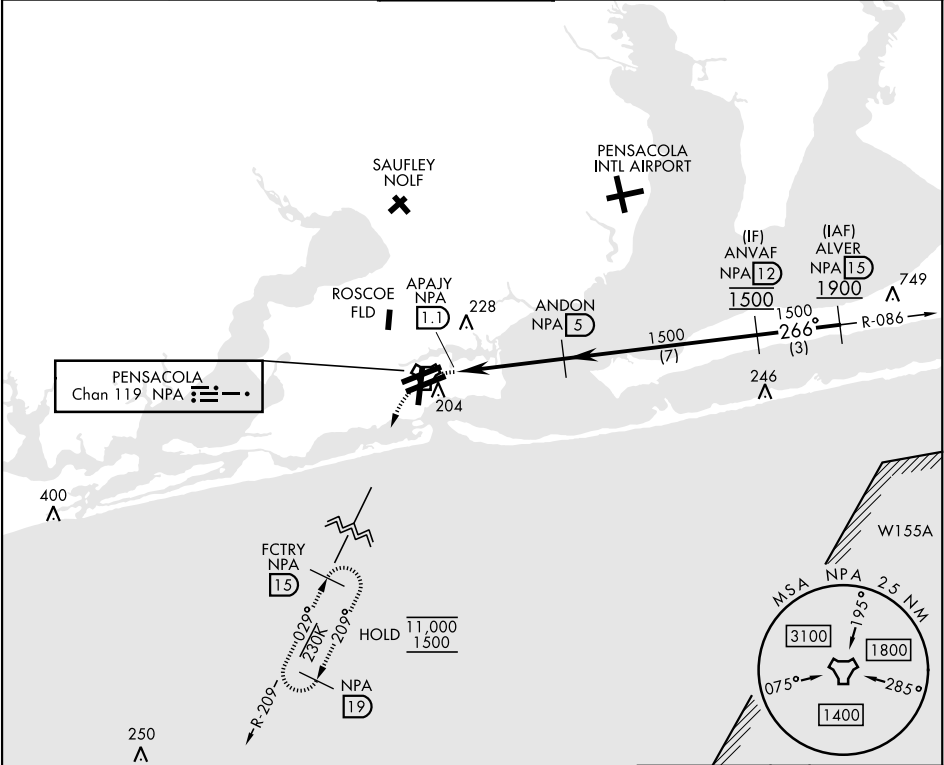 SAUFLEY
NOLF
PENSACOLA
INTL AIRPORT
(IF)
ANVAF
NPA 12
1500
(IAF)
ALVER
NPA 15
1900
749
ROSCOE
FLD
APAJY
NPA
1.1
228
ANDON
NPA 5
1500
(7)
1500
266°
(3)
R-086
PENSACOLA
Chan 119 NPA
204
246
400
W155A
FCTRY
NPA
15
029°
230K
209°
HOLD
11,000
1500
NPA
19
R-209
250
MSA NPA 25 NM
195°
3100
1800
075°
285°
1400